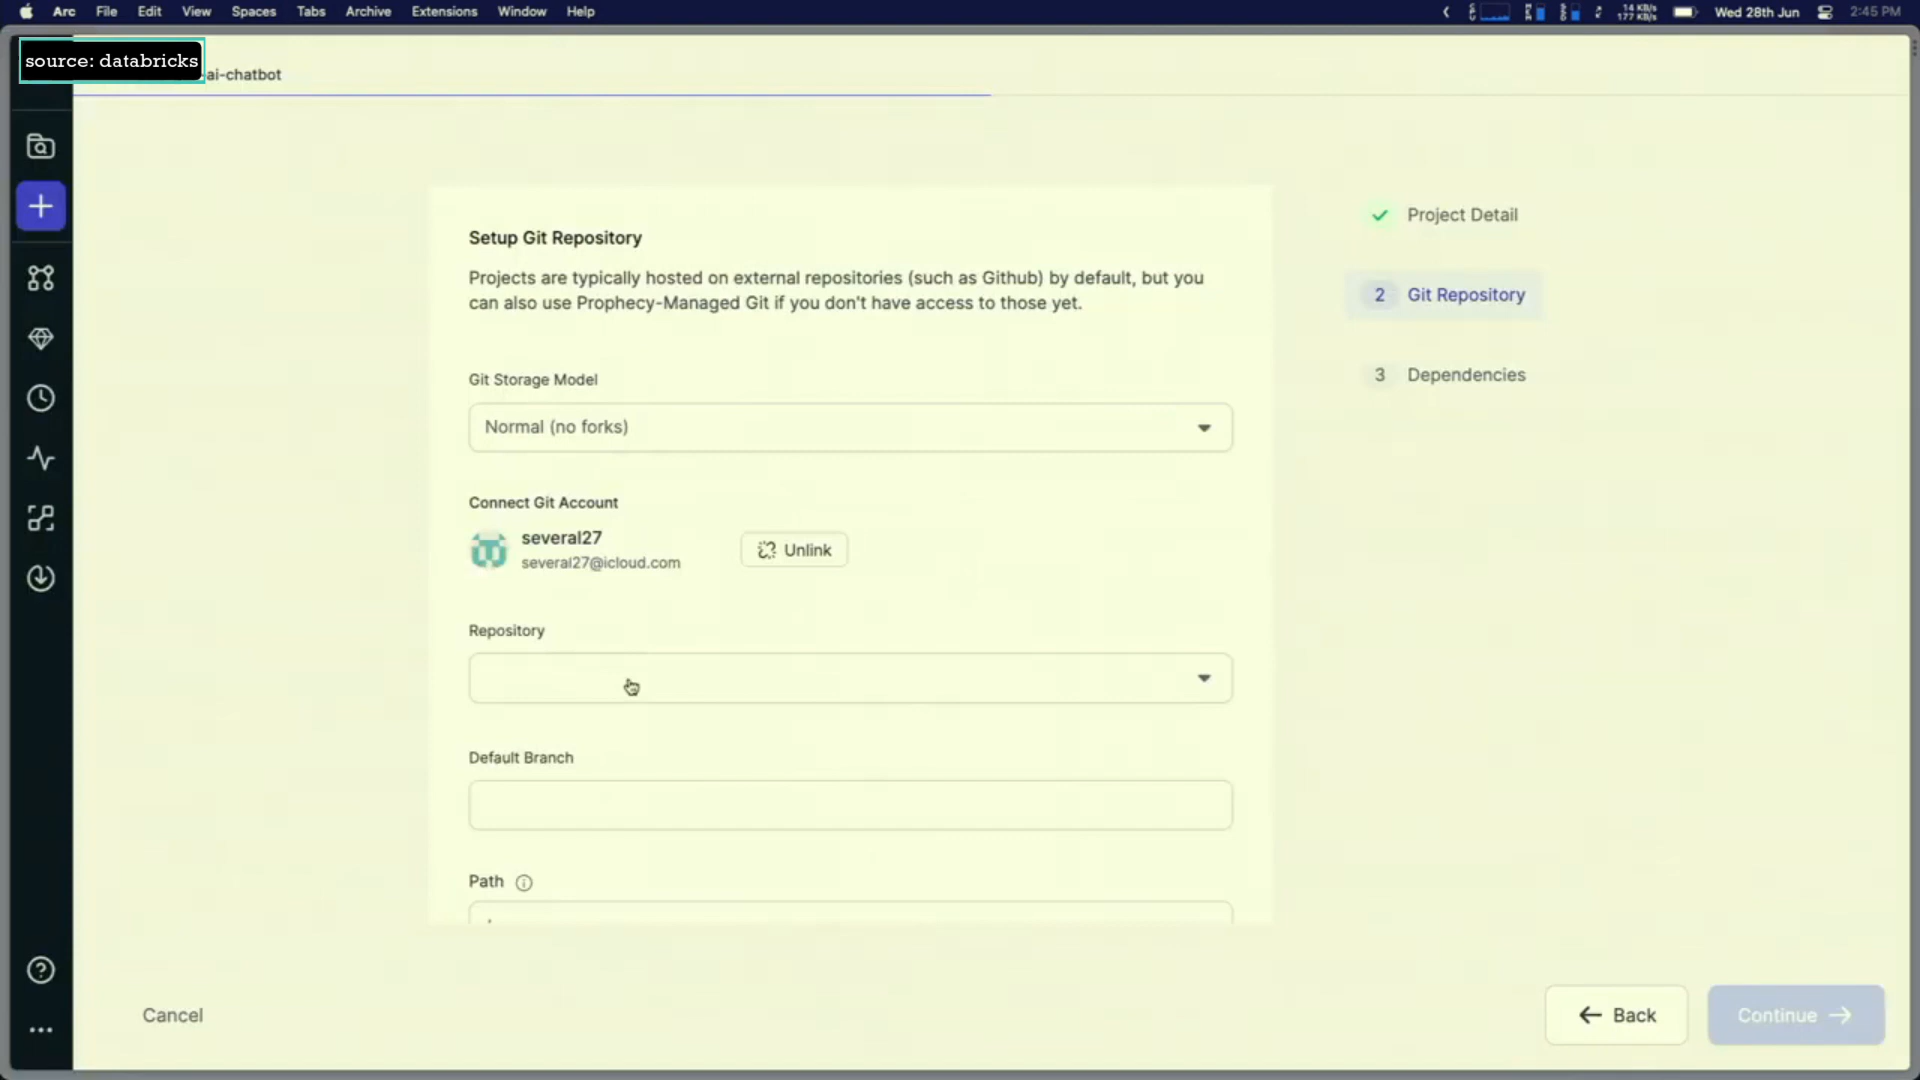 Arc File Edit View Spaces Tabs Archive Extensions Window Help
14 KB/s
177 KB/s
Wed 28th Jun 2:45 PM
source: databricks
-ai-chatbot
Setup Git Repository
Projects are typically hosted on external repositories (such as Github) by default, but you
can also use Prophecy-Managed Git if you don't have access to those yet.
Git Storage Model
Normal (no forks)
Connect Git Account
several27
several27@icloud.com
Unlink
Repository
Default Branch
Path
Project Detail
2 Git Repository
3 Dependencies
Cancel
Back
Continue